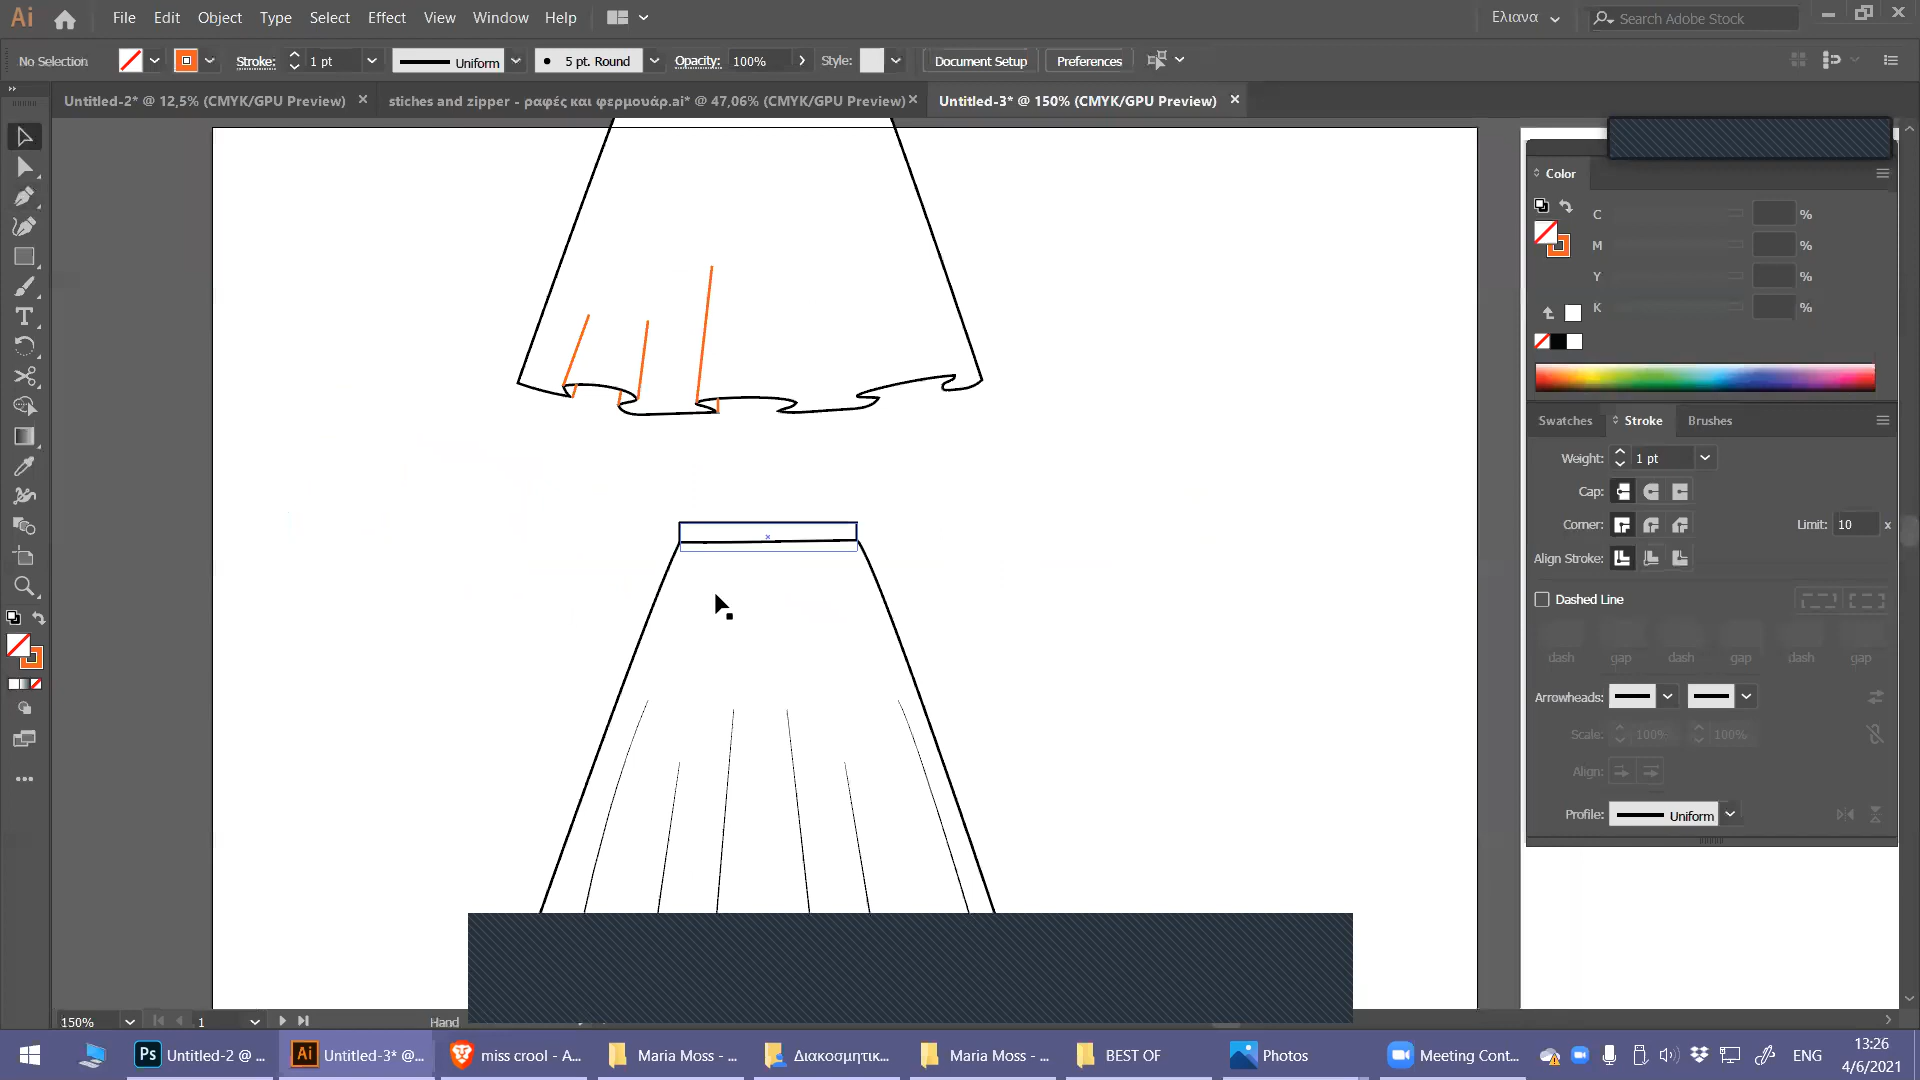 Ai File Edit Object Type Select Effect View Window Help Ελιανα Search Adobe Stock
No Selection Stroke: 1 pt Uniform 5 pt. Round Opacity: 100% Style: Document Setup Preferences
Untitled-2* @ 12,5% (CMYK/GPU Preview) stiches and zipper - ραφές και φερμουάρ.ai* @ 47,06% (CMYK/GPU Preview) Untitled-3* @ 150% (CMYK/GPU Preview)
Color
C %
M %
Y %
K %
Swatches Stroke Brushes
Weight: 1 pt
Cap:
Corner: Limit: 10 x
Align Stroke:
Dashed Line
dash gap dash gap dash gap
Arrowheads:
Scale: 100% 100%
Align:
Profile: Uniform
150% 1 Hand
Ps Untitled-2 @ ... Ai Untitled-3* @... miss crool - A... Maria Moss - ... Διακοσμητικ... Maria Moss - ... BEST OF Photos Meeting Cont... ENG 13:26
4/6/2021